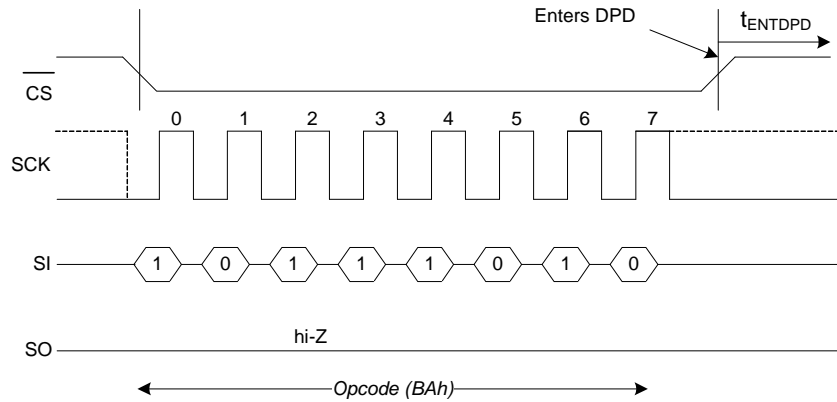 Enters DPD
tENTDPD
CS
0 1 2 3 4 5 6 7
SCK
SI 1 0 1 1 1 0 1 0
hi-Z
SO
Opcode (BAh)